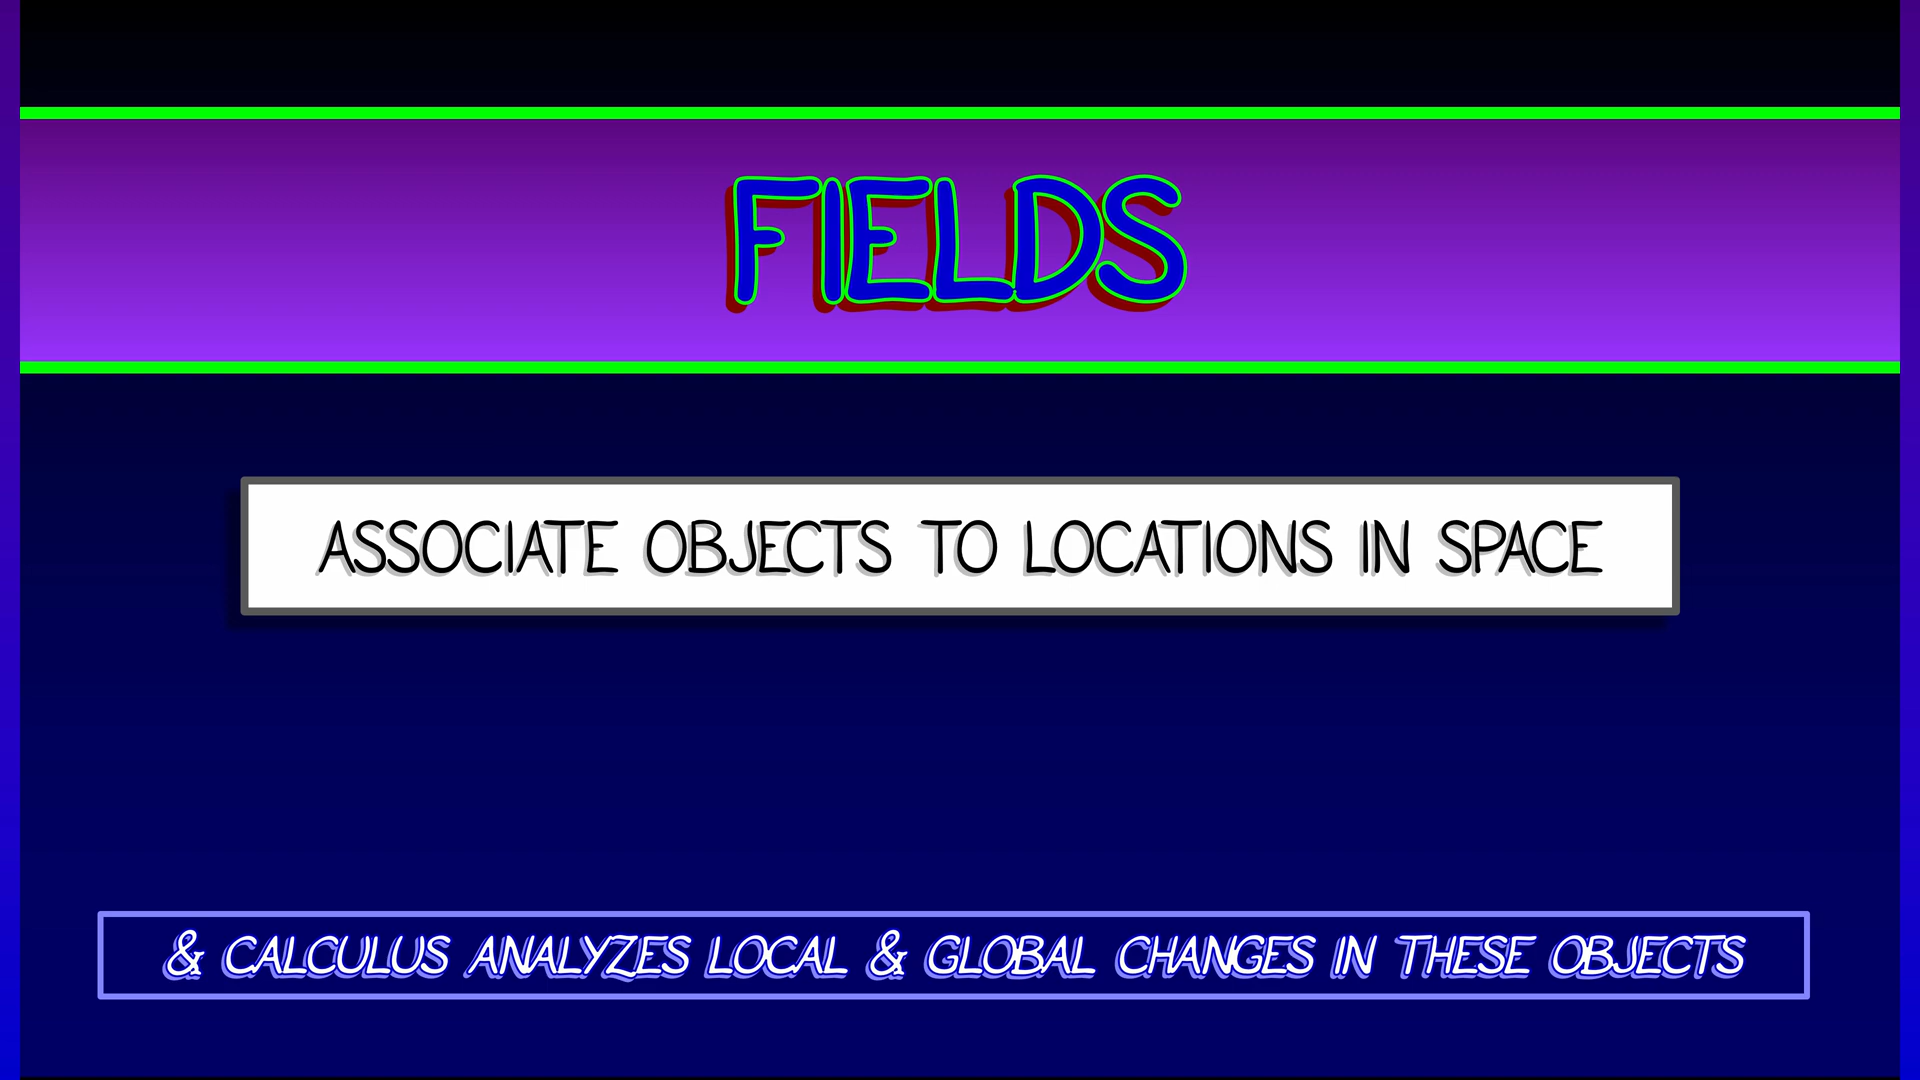 FIELDS
ASSOCIATE OBJECTS TO LOCATIONS IN SPACE
& CALCULUS ANALYZES LOCAL & GLOBAL CHANGES IN THESE OBJECTS